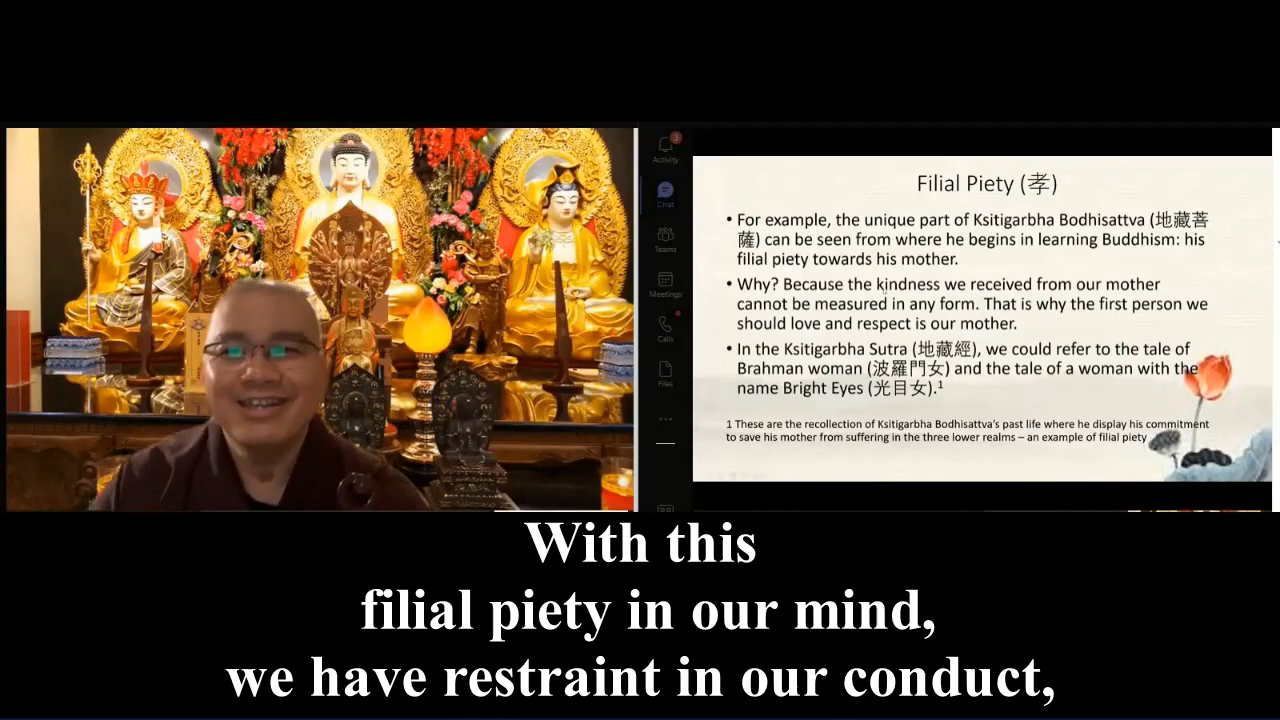 Activity
Chat
Teams
Meetings
Calls
Files
Filial Piety (孝)
• For example, the unique part of Ksitigarbha Bodhisattva (地藏菩
薩) can be seen from where he begins in learning Buddhism: his
filial piety towards his mother.
• Why? Because the kindness we received from our mother
cannot be measured in any form. That is why the first person we
should love and respect is our mother.
• In the Ksitigarbha Sutra (地藏經), we could refer to the tale of
Brahman woman (波羅門女) and the tale of a woman with the
name Bright Eyes (光目女).¹
1 These are the recollection of Ksitigarbha Bodhisattva's past life where he display his commitment
to save his mother from suffering in the three lower realms – an example of filial piety
With this
filial piety in our mind,
we have restraint in our conduct,